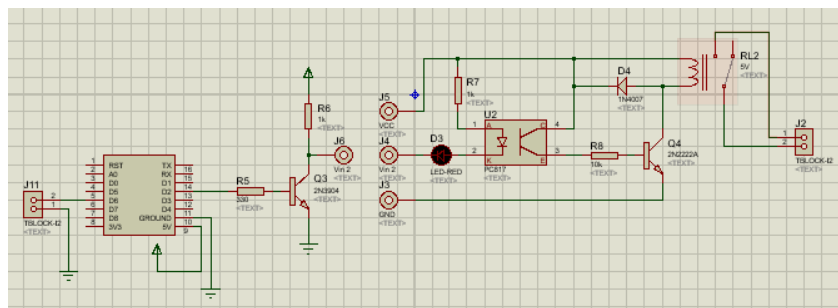 J11
2
1
TBLOCK-I2
<TEXT>
1
2
3
4
5
6
7
8
RST
A0
D0
D5
D6
D7
D8
3V3
TX
RX
D1
D2
D3
D4
GROUND
5V
16
15
14
13
12
11
10
9
R5
330
<TEXT>
R6
1k
<TEXT>
Q3
2N3904
<TEXT>
J6
Vin 2
<TEXT>
J5
VCC
<TEXT>
J4
Vin 2
<TEXT>
J3
GND
<TEXT>
D3
LED-RED
<TEXT>
R7
1k
<TEXT>
U2
1
A
C
4
2
K
E
3
PC817
<TEXT>
R8
10k
<TEXT>
D4
1N4007
<TEXT>
Q4
2N2222A
<TEXT>
RL2
5V
<TEXT>
J2
1
2
TBLOCK-I2
<TEXT>